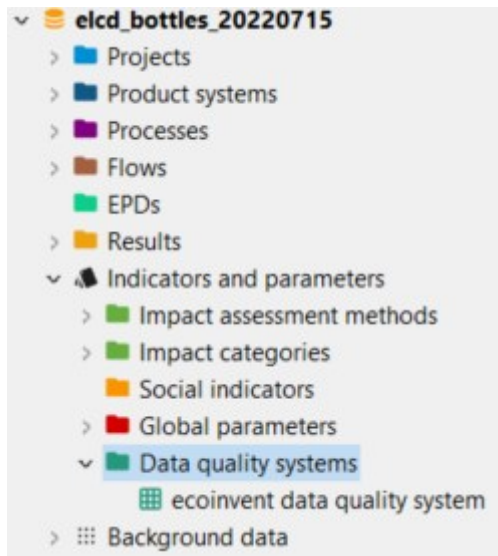 elcd_bottles_20220715
Projects
Product systems
Processes
Flows
EPDs
Results
Indicators and parameters
Impact assessment methods
Impact categories
Social indicators
Global parameters
Data quality systems
ecoinvent data quality system
Background data